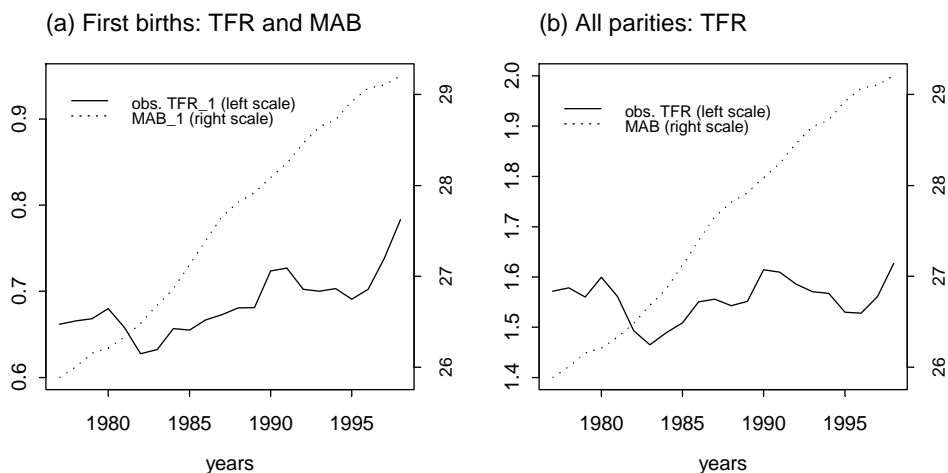 (a) First births: TFR and MAB
0.9
0.8
0.7
0.6
obs. TFR_1 (left scale)
MAB_1 (right scale)
29
28
27
26
1980 1985 1990 1995
years
(b) All parities: TFR
2.0
1.9
1.8
1.7
1.6
1.5
1.4
obs. TFR (left scale)
MAB (right scale)
29
28
27
26
1980 1985 1990 1995
years